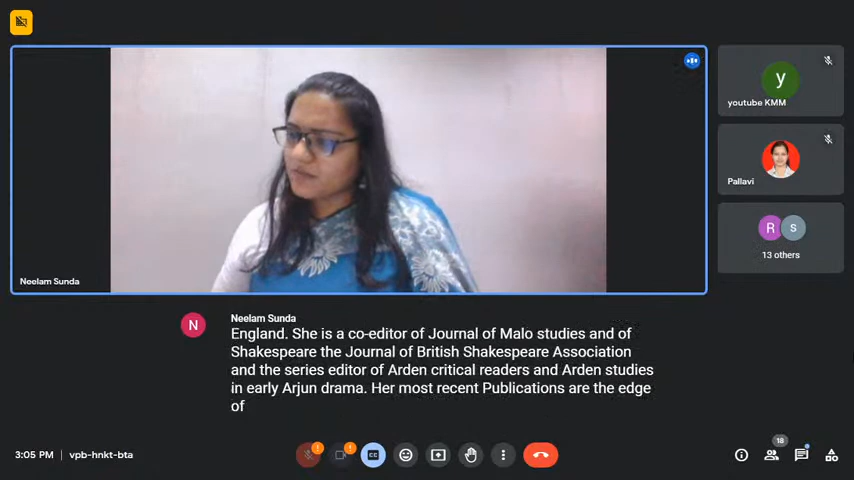 y
youtube KMM
Pallavi
R
s
13 others
Neelam Sunda
N
Neelam Sunda
England. She is a co-editor of Journal of Malo studies and of
Shakespeare the Journal of British Shakespeare Association
and the series editor of Arden critical readers and Arden studies
in early Arjun drama. Her most recent Publications are the edge
of
3:05 PM | vpb-hnkt-bta
!
!
CC
18